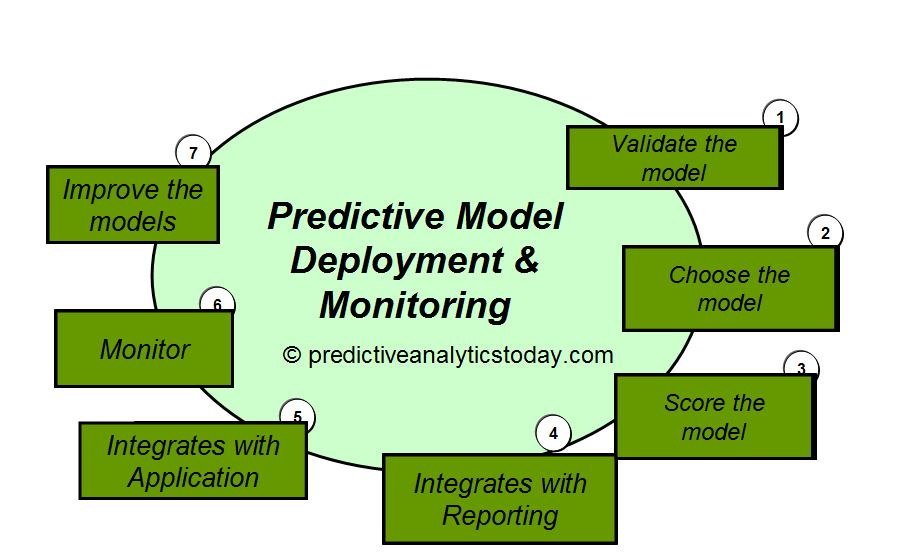 Predictive Model
Deployment &
Monitoring
© predictiveanalyticstoday.com
1
Validate the
model
2
Choose the
model
3
Score the
model
4
Integrates with
Reporting
5
Integrates with
Application
6
Monitor
7
Improve the
models